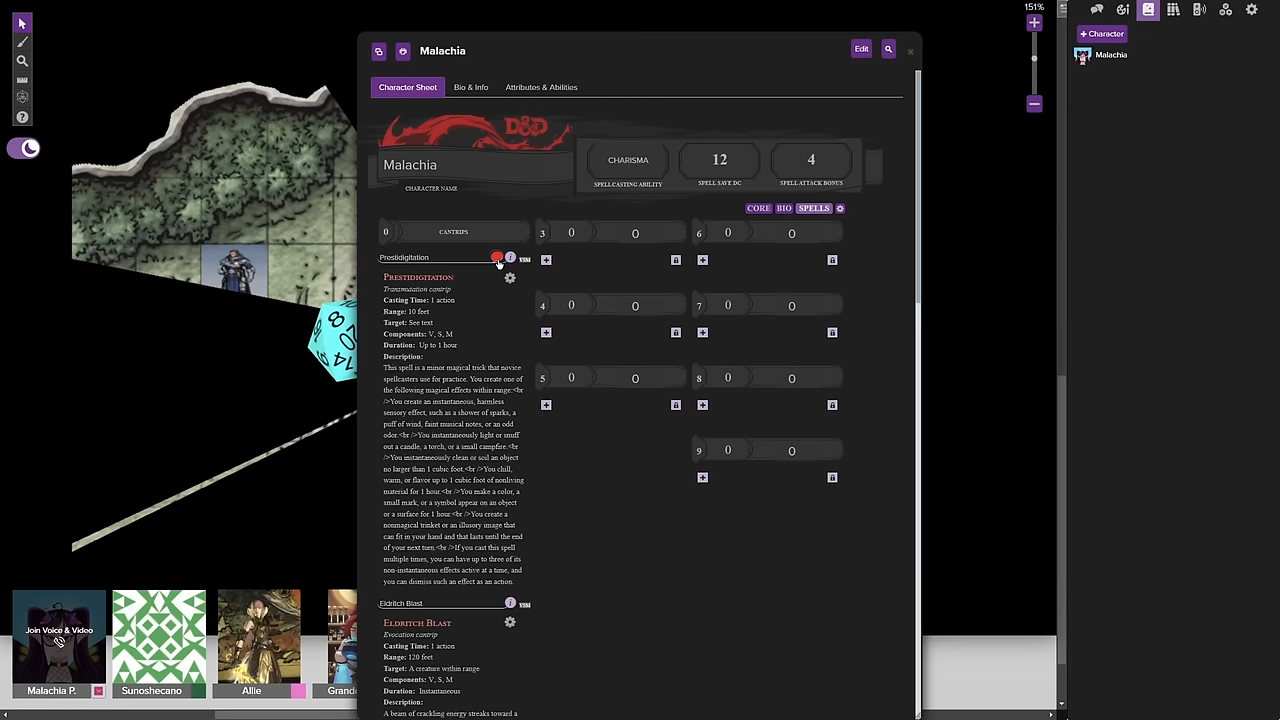 151%
Malachia
Edit
+ Character
Malachia
Character Sheet
Bio & Info
Attributes & Abilities
D&D
Malachia
CHARACTER NAME
CHARISMA
SPELLCASTING ABILITY
12
SPELL SAVE DC
4
SPELL ATTACK BONUS
CORE
BIO
SPELLS
0
CANTRIPS
Prestidigitation
VSM
PRESTIDIGITATION
Transmutation cantrip
Casting Time: 1 action
Range: 10 feet
Target: See text
Components: V, S, M
Duration: Up to 1 hour
Description:
This spell is a minor magical trick that novice
spellcasters use for practice. You create one of
the following magical effects within range:<br
/>You create an instantaneous, harmless
sensory effect, such as a shower of sparks, a
puff of wind, faint musical notes, or an odd
odor.<br />You instantaneously light or snuff
out a candle, a torch, or a small campfire.<br
/>You instantaneously clean or soil an object
no larger than 1 cubic foot.<br />You chill,
warm, or flavor up to 1 cubic foot of nonliving
material for 1 hour.<br />You make a color, a
small mark, or a symbol appear on an object
or a surface for 1 hour.<br />You create a
nonmagical trinket or an illusory image that
can fit in your hand and that lasts until the end
of your next turn.<br />If you cast this spell
multiple times, you can have up to three of its
non-instantaneous effects active at a time, and
you can dismiss such an effect as an action.
Eldritch Blast
VSM
ELDRITCH BLAST
Evocation cantrip
Casting Time: 1 action
Range: 120 feet
Target: A creature within range
Components: V, S, M
Duration: Instantaneous
Description:
A beam of crackling energy streaks toward a
3 0 0
4 0 0
5 0 0
6 0 0
7 0 0
8 0 0
9 0 0
8
20
14
Join Voice & Video
Malachia P.
Sunoshecano
Allie
Grand